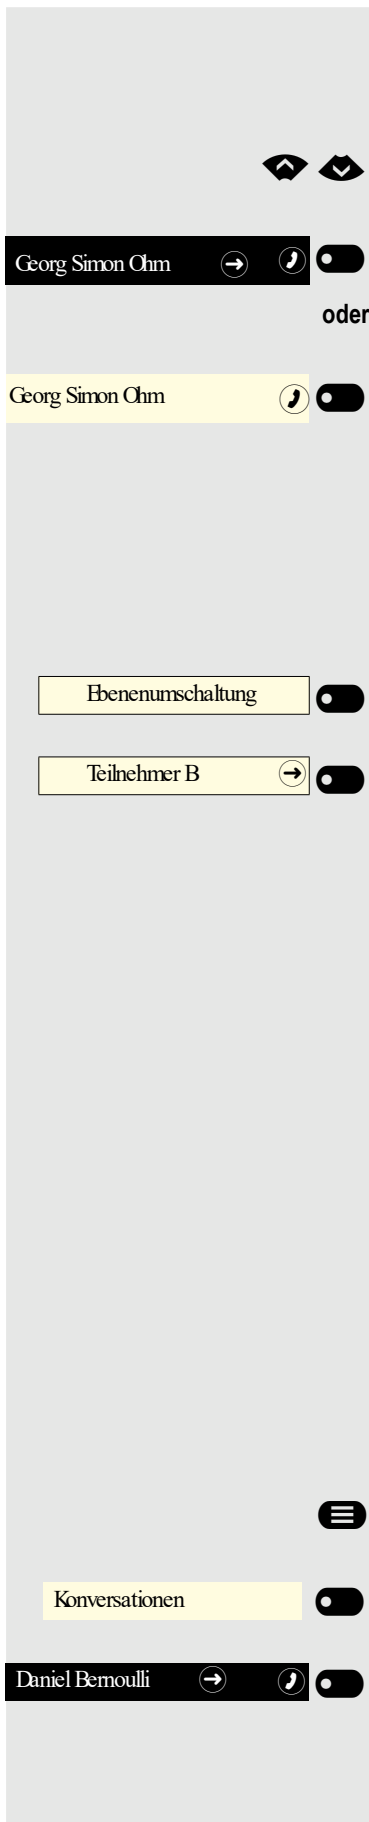 Georg Simon Ohm
oder
Georg Simon Ohm
Ebenenumschaltung
Teilnehmer B
Konversationen
Daniel Bernoulli